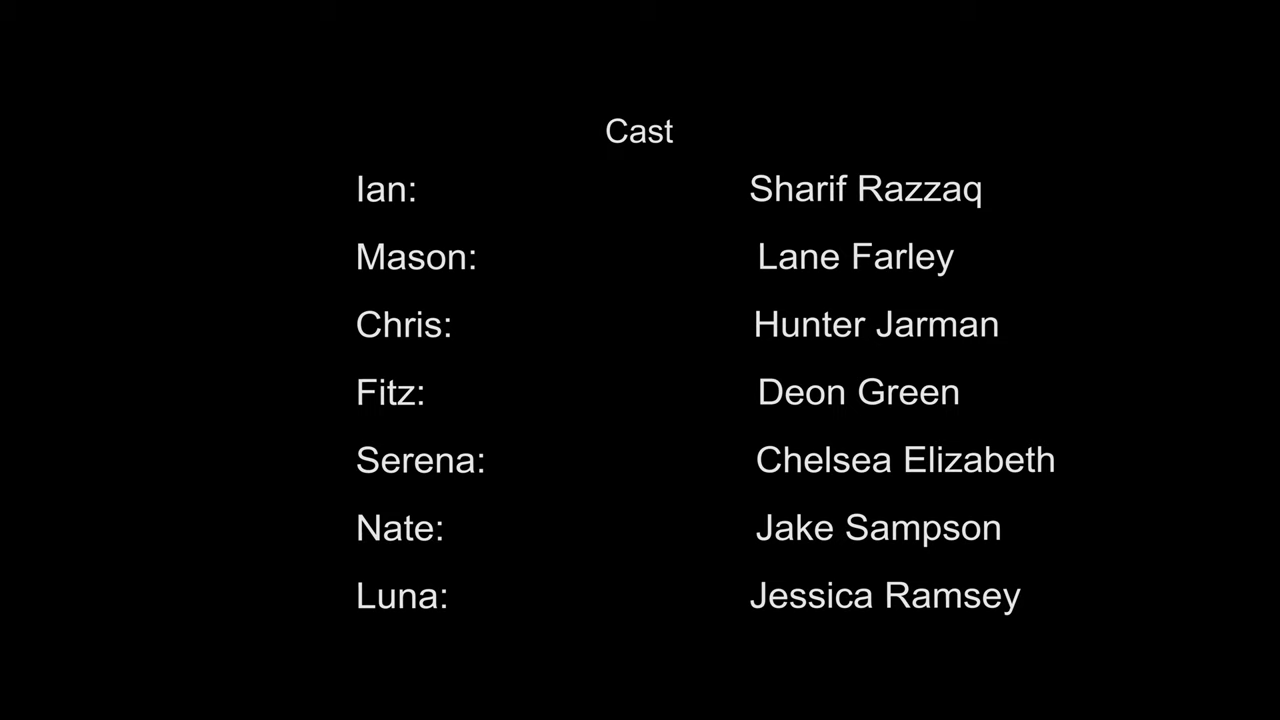 Cast
Ian: Sharif Razzaq
Mason: Lane Farley
Chris: Hunter Jarman
Fitz: Deon Green
Serena: Chelsea Elizabeth
Nate: Jake Sampson
Luna: Jessica Ramsey